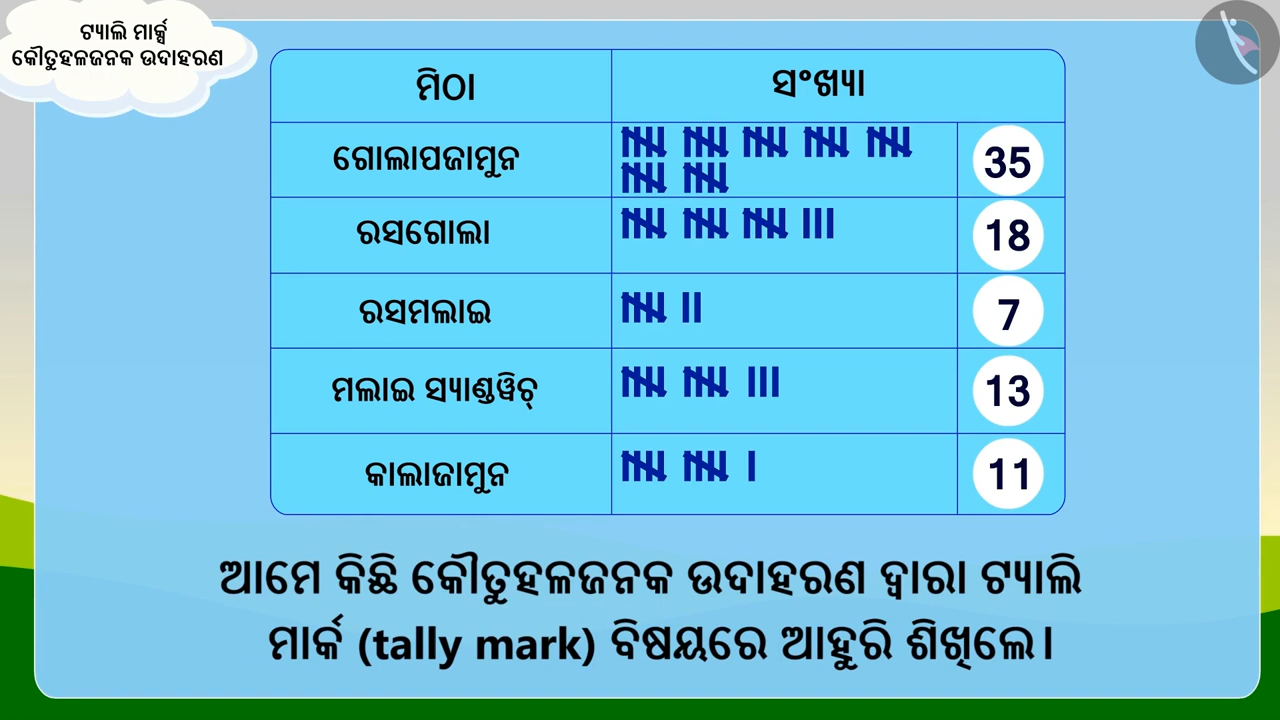 ଟ୍ୟାଲି ମାର୍କ୍ସ
କୌତୁହଳଜନକ ଉଦାହରଣ
ମିଠା ସଂଖ୍ୟା
ଗୋଲାପଜାମୁନ 35
ରସଗୋଲା 18
ରସମଲାଇ 7
ମଲାଇ ସ୍ୟାଣ୍ଡୱିଚ୍ 13
କାଲାଜାମୁନ 11
ଆମେ କିଛି କୌତୁହଳଜନକ ଉଦାହରଣ ଦ୍ୱାରା ଟ୍ୟାଲି
ମାର୍କ (tally mark) ବିଷୟରେ ଆହୁରି ଶିଖିଲେ।